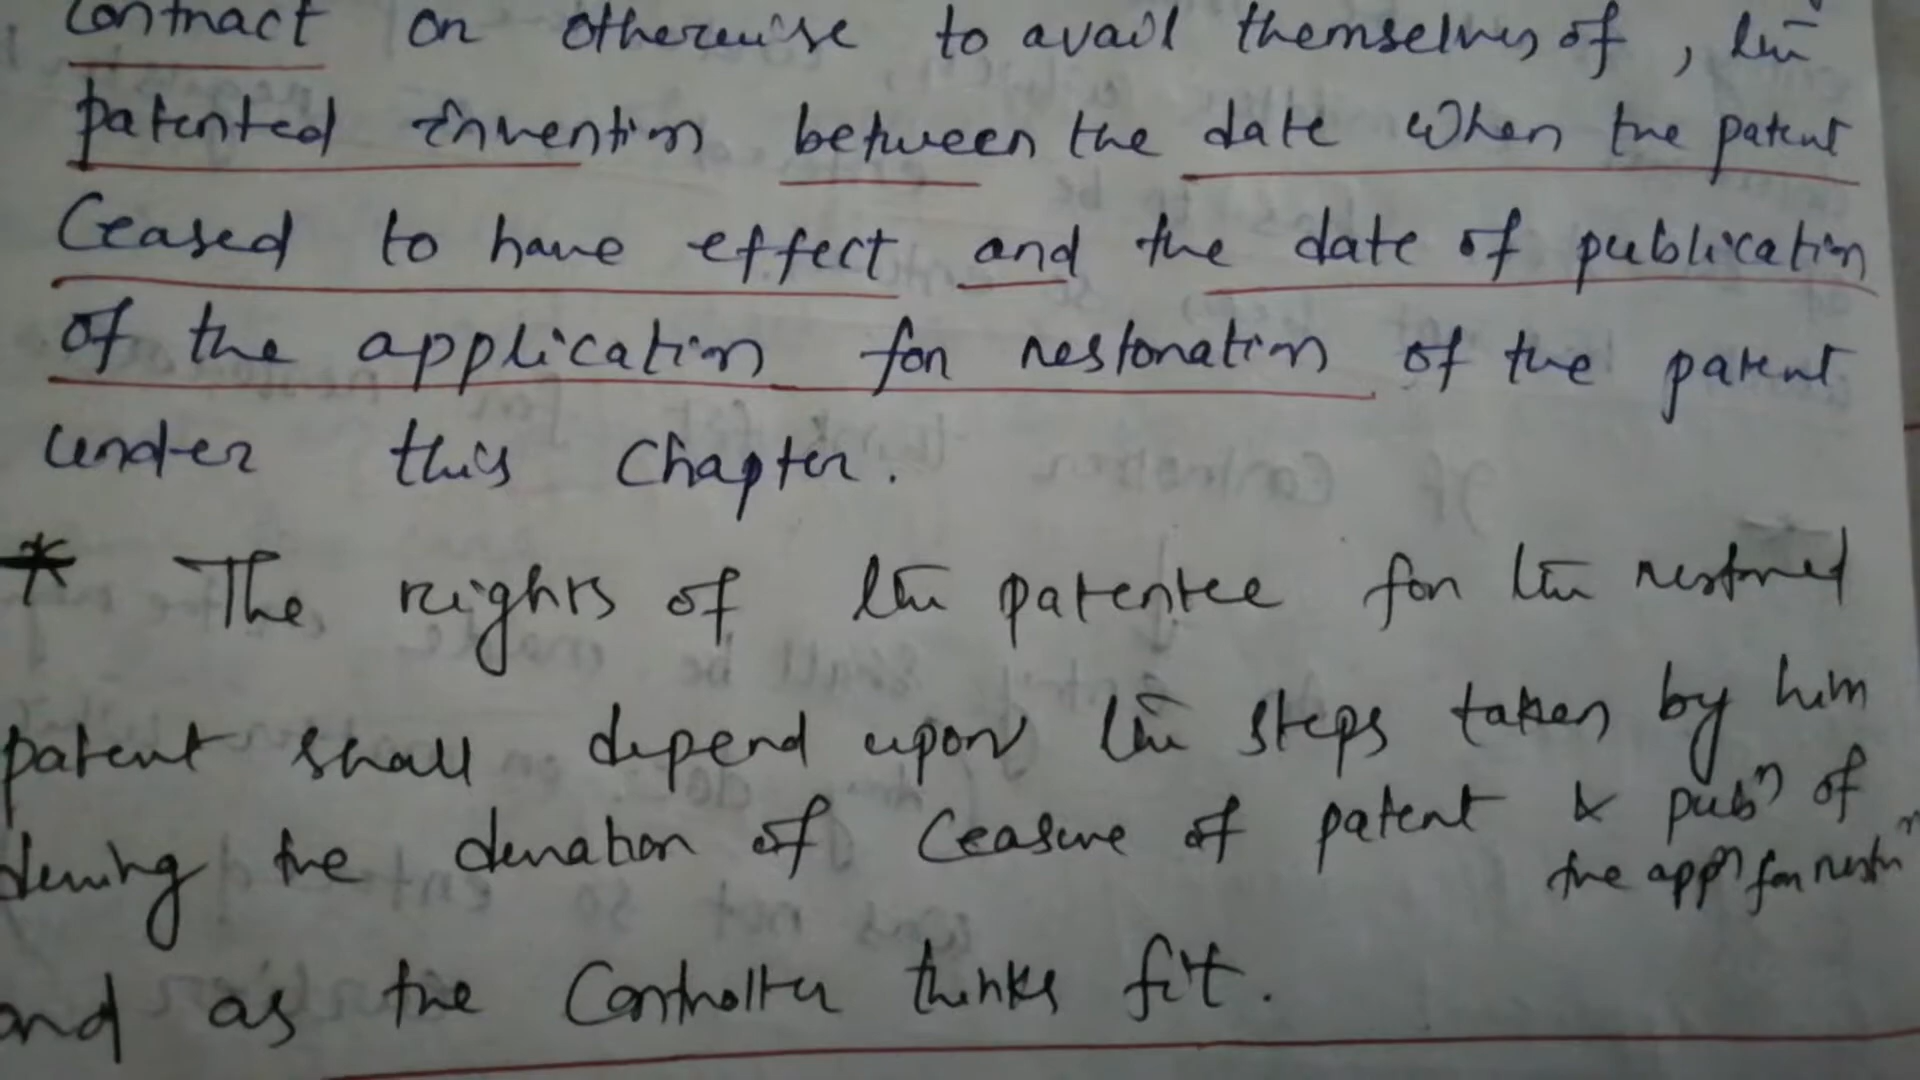 contract or otherwise to avail themselves of, the
patented invention between the date when the patent
Ceased to have effect and the date of publication
of the application for restoration of the patent
under this Chapter.
* The rights of the patentee for the restored
patent shall depend upon the steps taken by him
during the duration of Ceasure of patent & pubn of
the appn for restn
and as the Controller thinks fit.